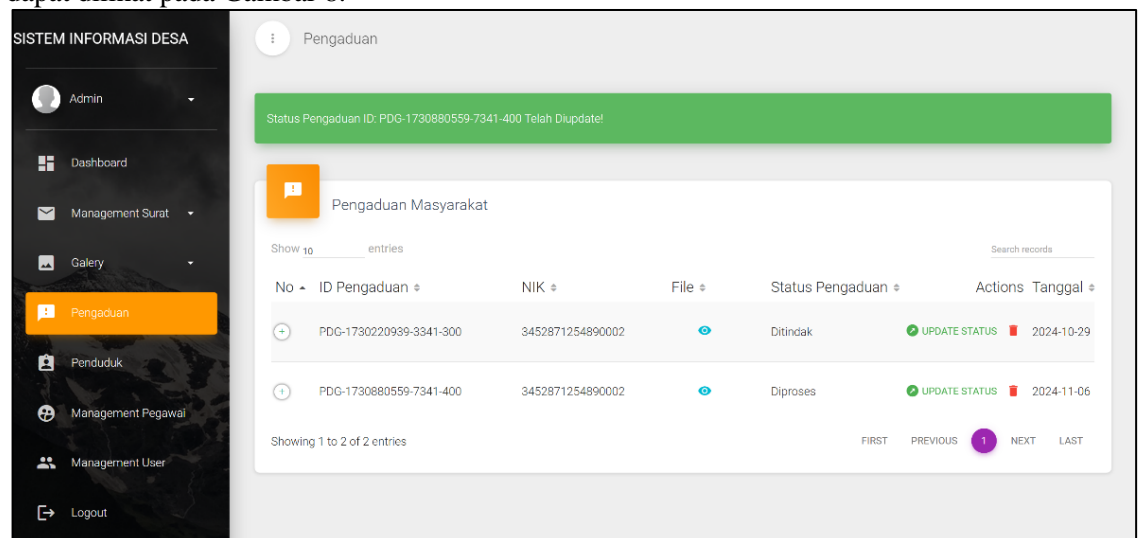 dapat dilihat pada Gambar 6.
SISTEM INFORMASI DESA
Admin
Dashboard
Management Surat
Galery
Pengaduan
Penduduk
Management Pegawai
Management User
Logout
Pengaduan
Status Pengaduan ID: PDG-1730880559-7341-400 Telah Diupdate!
Pengaduan Masyarakat
Show 10 entries
Search records
No ID Pengaduan NIK File Status Pengaduan Actions Tanggal
PDG-1730220939-3341-300 3452871254890002 Ditindak UPDATE STATUS 2024-10-29
PDG-1730880559-7341-400 3452871254890002 Diproses UPDATE STATUS 2024-11-06
Showing 1 to 2 of 2 entries
FIRST PREVIOUS 1 NEXT LAST